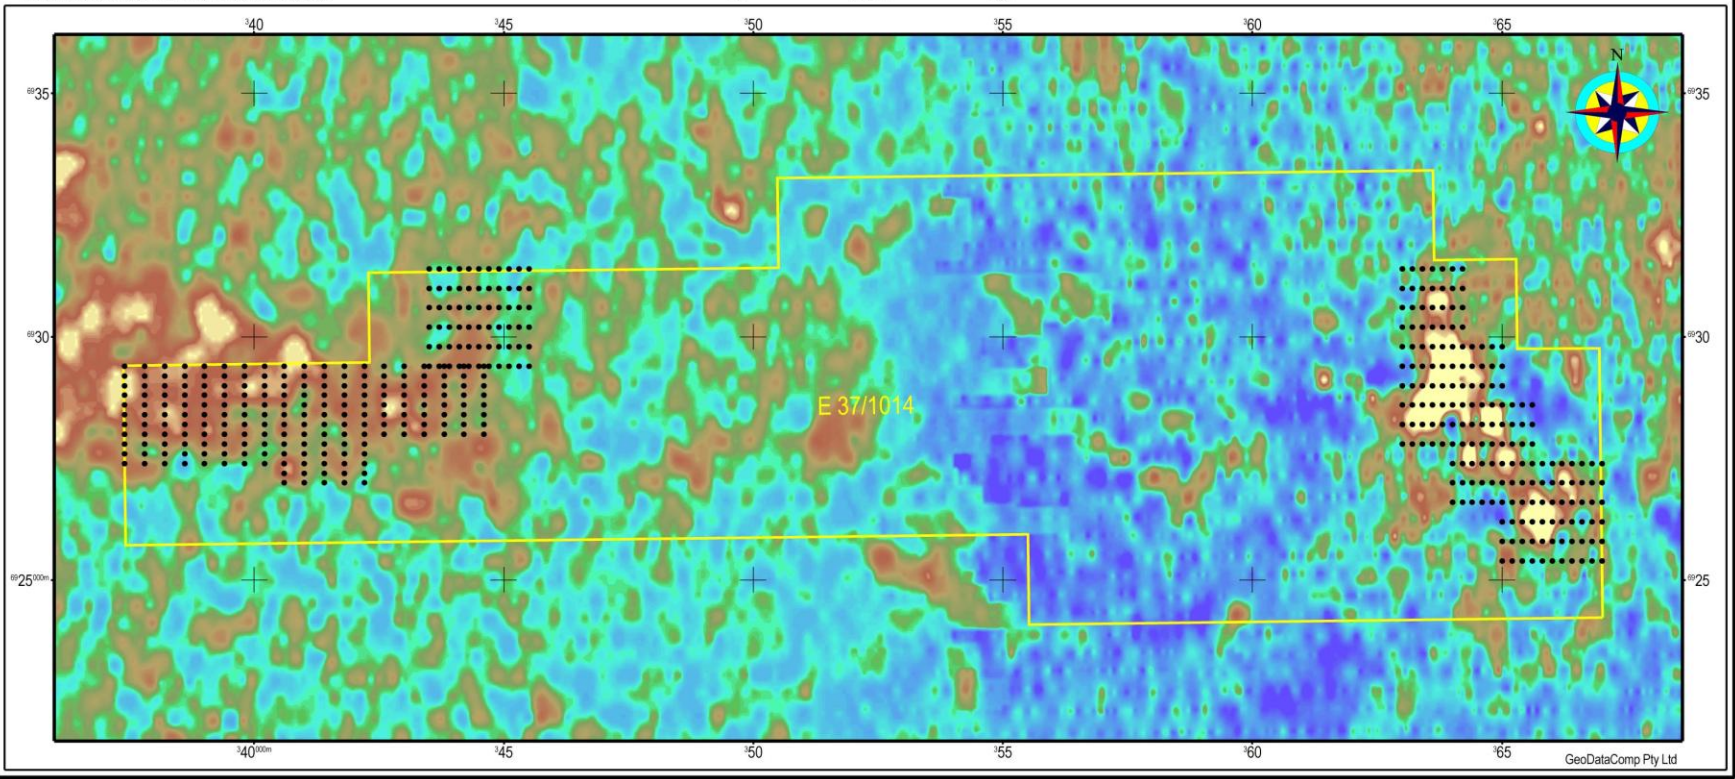 ³40 ³45 ³50 ³55 ³60 ³65
N
⁶⁹35 ⁶⁹35
⁶⁹30 ⁶⁹30
E 37/1014
⁶⁹25⁰⁰⁰ᵐ ⁶⁹25
³40⁰⁰⁰ᵐ ³45 ³50 ³55 ³60 ³65
GeoDataComp Pty Ltd